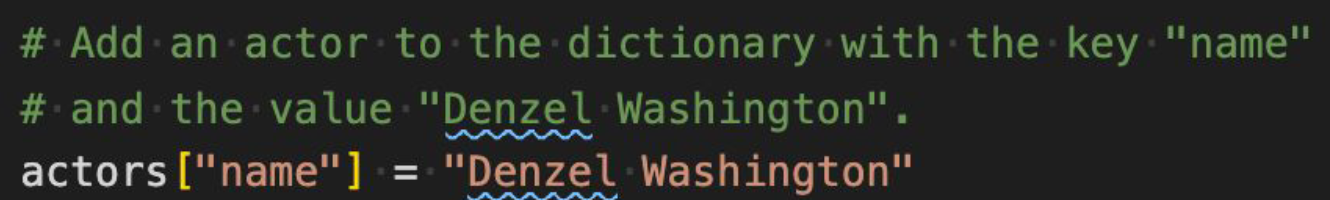 # Add an actor to the dictionary with the key "name"
# and the value "Denzel Washington".
actors["name"] = "Denzel Washington"